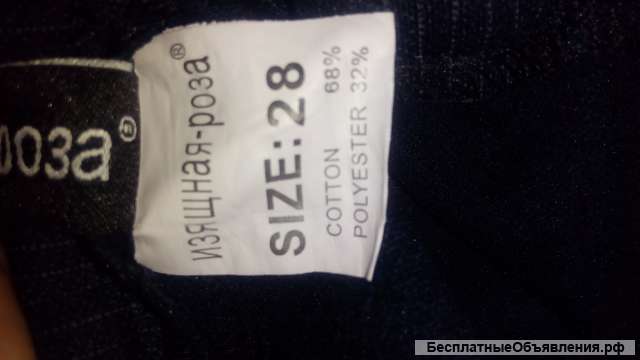 оза®
ИЗЯЩНАЯ-РОЗА®
SIZE: 28
COTTON 68%
POLYESTER 32%
БесплатныеОбъявления.рф